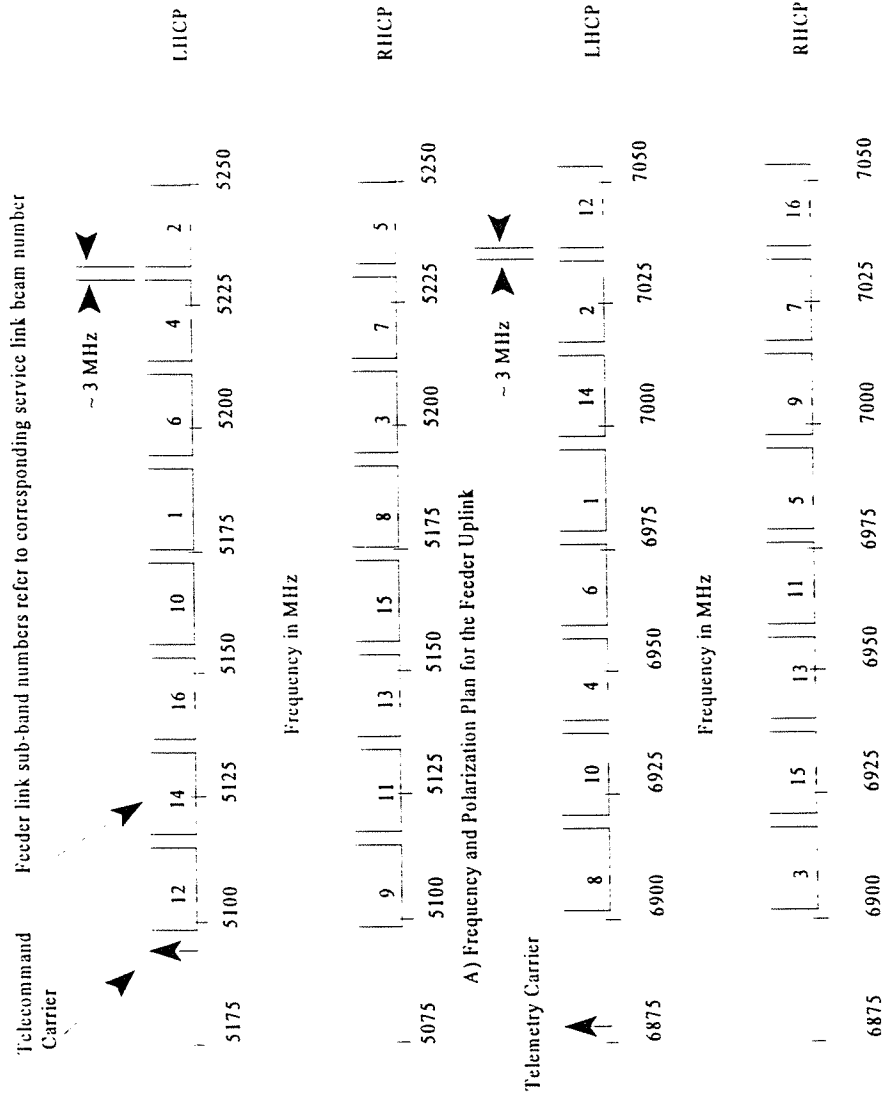 Feeder link sub-band numbers refer to corresponding service link beam number
Telecommand
Carrier
~ 3 MHz
12 14 16 10 1 6 4 2
LHCP
5175 5100 5125 5150 5175 5200 5225 5250
9 11 13 15 8 3 7 5
RHCP
5075 5100 5125 5150 5175 5200 5225 5250
Frequency in MHz
A) Frequency and Polarization Plan for the Feeder Uplink
Telemetry Carrier
~ 3 MHz
8 10 4 6 1 14 2 12
LHCP
6875 6900 6925 6950 6975 7000 7025 7050
Frequency in MHz
3 15 13 11 5 9 7 16
RHCP
6875 6900 6925 6950 6975 7000 7025 7050